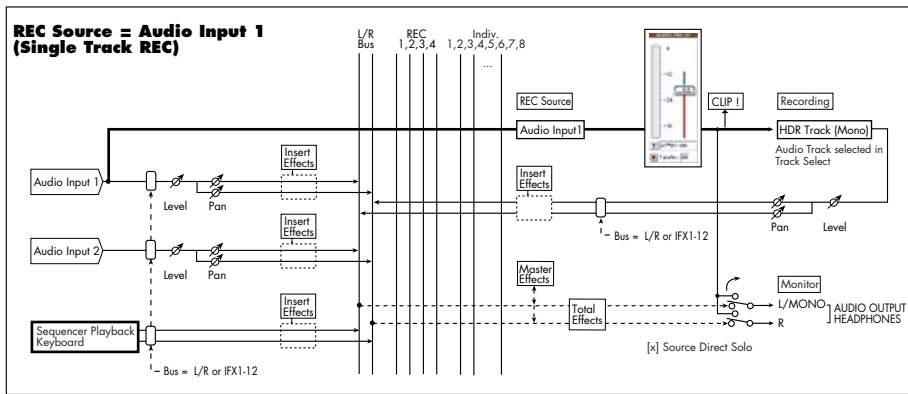 REC Source = Audio Input 1
(Single Track REC)
L/R
Bus
REC
1,2,3,4
Indiv.
1,2,3,4,5,6,7,8
...
REC Source
Audio Input1
CLIP !
Recording
HDR Track (Mono)
Audio Track selected in
Track Select
Audio Input 1
Level
Pan
Insert
Effects
Insert
Effects
Pan
Level
Bus = L/R or IFX1-12
Audio Input 2
Level
Pan
Insert
Effects
Master
Effects
Total
Effects
Monitor
L/MONO
R
AUDIO OUTPUT
HEADPHONES
[x] Source Direct Solo
Sequencer Playback
Keyboard
Insert
Effects
Bus = L/R or IFX1-12